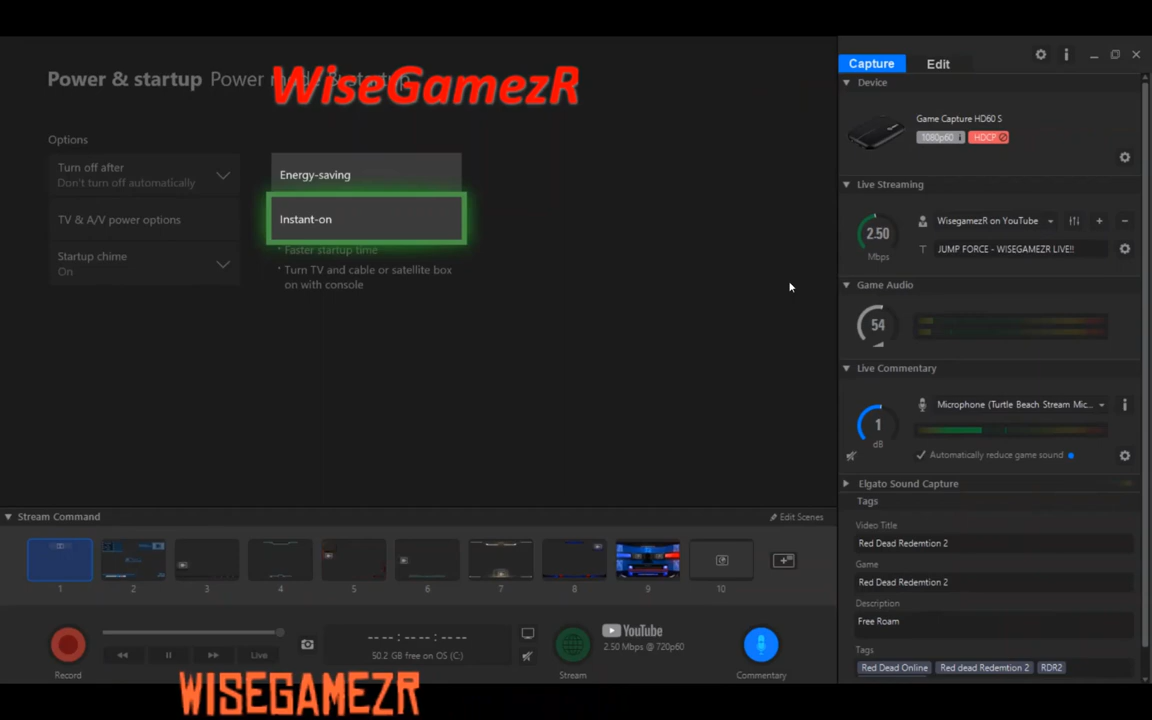 Power & startup Power mode & startup
WiseGamezR
Options
Turn off after
Don't turn off automatically
TV & A/V power options
Startup chime
On
Energy-saving
Instant-on
Faster startup time
Turn TV and cable or satellite box
on with console
Capture
Edit
Device
Game Capture HD60 S
1080p60
HDCP
Live Streaming
2.50
Mbps
WisegamezR on YouTube
JUMP FORCE - WISEGAMEZR LIVE!!
Game Audio
54
Live Commentary
1
dB
Microphone (Turtle Beach Stream Mic...
Automatically reduce game sound
Elgato Sound Capture
Tags
Video Title
Red Dead Redemtion 2
Game
Red Dead Redemtion 2
Description
Free Roam
Tags
Red Dead Online
Red dead Redemtion 2
RDR2
Stream Command
Edit Scenes
1
2
3
4
5
6
7
8
9
10
Record
Live
-- -- : -- -- : -- --
50.2 GB free on OS (C:)
Stream
YouTube
2.50 Mbps @ 720p60
Commentary
WISEGAMEZR